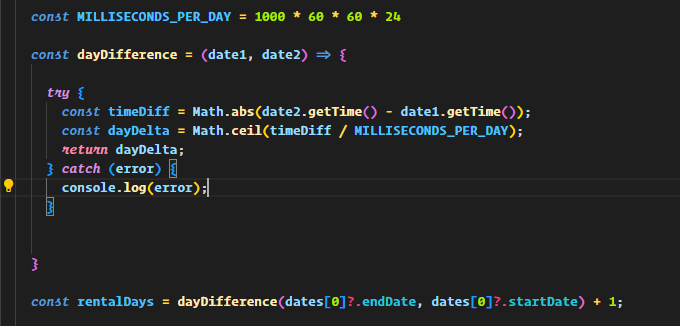 const MILLISECONDS_PER_DAY = 1000 * 60 * 60 * 24
const dayDifference = (date1, date2) => {
try {
const timeDiff = Math.abs(date2.getTime() - date1.getTime());
const dayDelta = Math.ceil(timeDiff / MILLISECONDS_PER_DAY);
return dayDelta;
} catch (error) {
console.log(error);
}
}
const rentalDays = dayDifference(dates[0]?.endDate, dates[0]?.startDate) + 1;